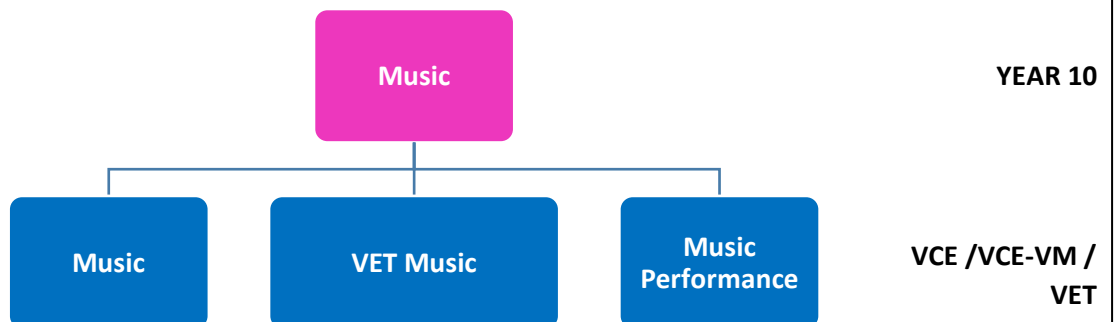 Music
YEAR 10
Music
VET Music
Music
Performance
VCE /VCE-VM /
VET